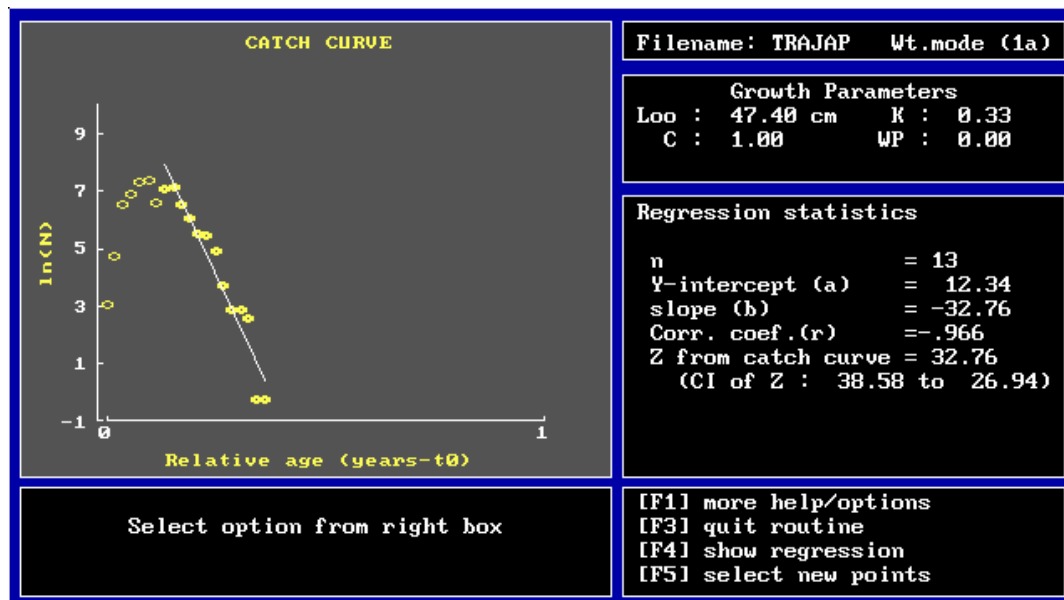 CATCH CURVE
9
7
5
3
1
-1
ln(N)
0 1
Relative age (years-t0)
Select option from right box
Filename: TRAJAP Wt.mode (1a)
Growth Parameters
Loo : 47.40 cm K : 0.33
C : 1.00 WP : 0.00
Regression statistics
n = 13
Y-intercept (a) = 12.34
slope (b) =-32.76
Corr. coef.(r) =-.966
Z from catch curve = 32.76
(CI of Z : 38.58 to 26.94)
[F1] more help/options
[F3] quit routine
[F4] show regression
[F5] select new points